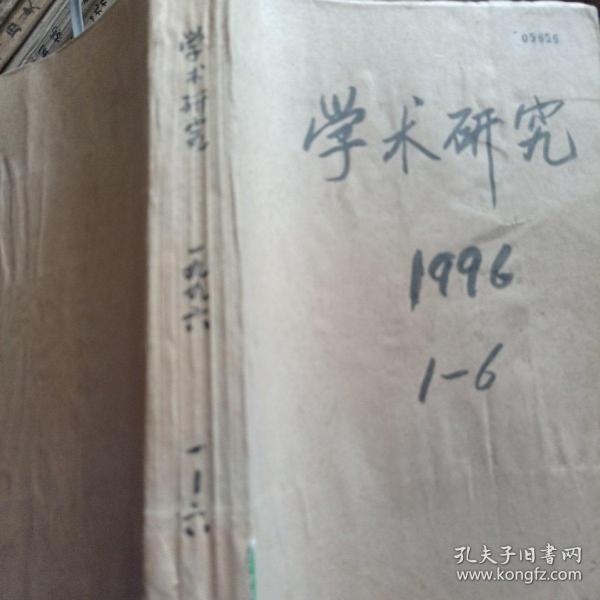 学术研究
一九九六
一—六
03626
学术研究
1996
1-6
孔夫子旧书网
www.kongfz.com